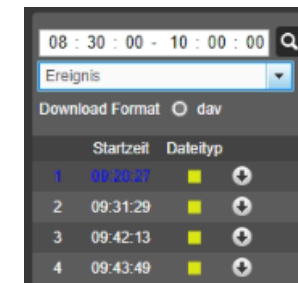 08 : 30 : 00 - 10 : 00 : 00
Ereignis
Download Format dav
Startzeit Dateityp
1 09:20:27
2 09:31:29
3 09:42:13
4 09:43:49